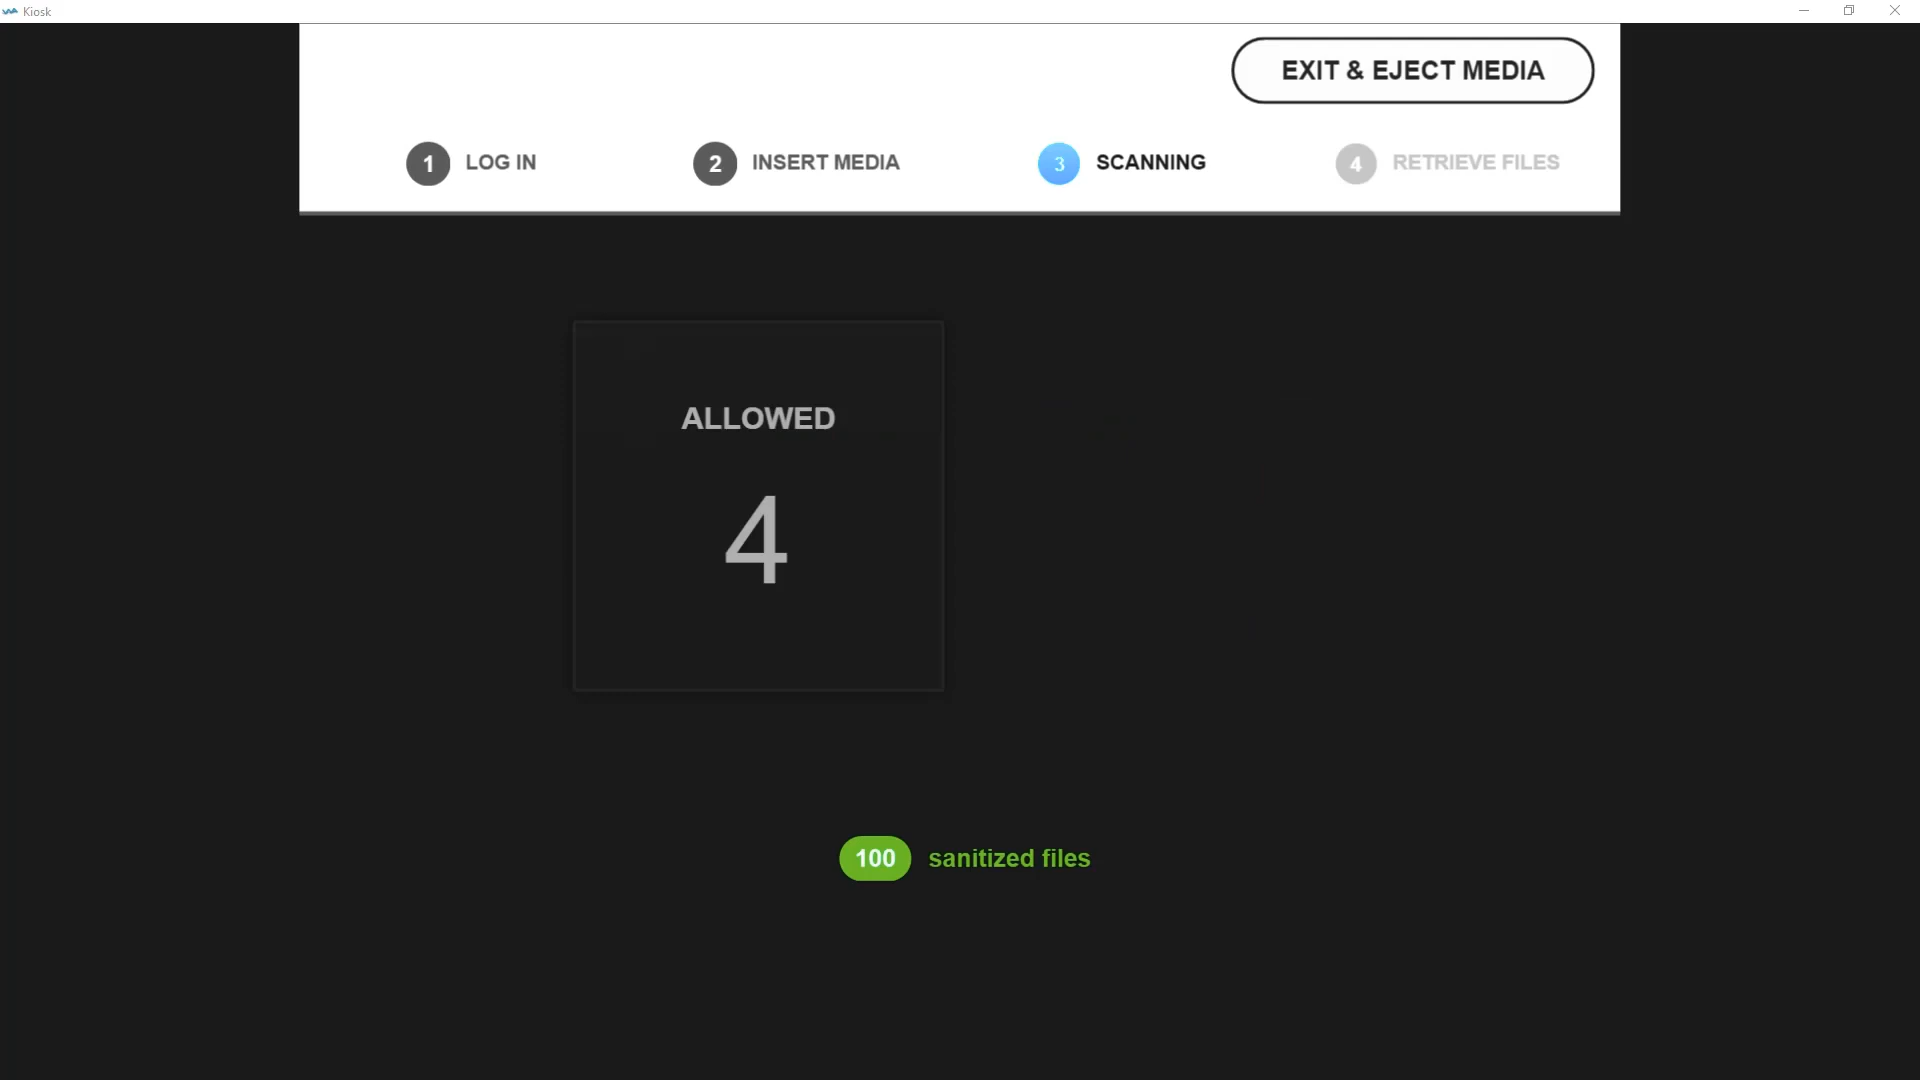 Kiosk
EXIT & EJECT MEDIA
1 LOG IN 2 INSERT MEDIA 3 SCANNING 4 RETRIEVE FILES
ALLOWED
4
100 sanitized files